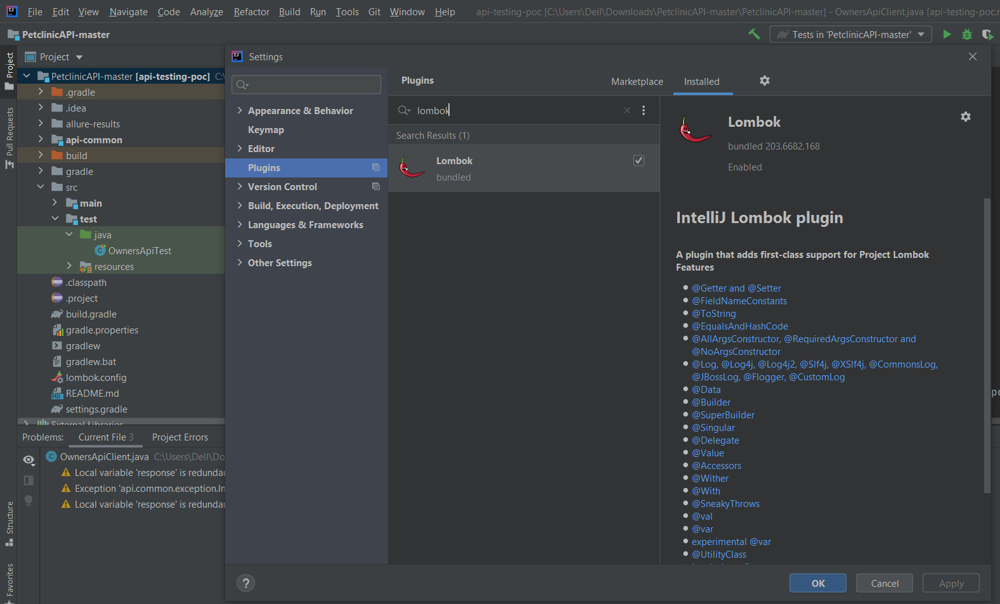 File Edit View Navigate Code Analyze Refactor Build Run Tools Git Window Help api-testing-poc [C:\Users\Dell\Downloads\PetclinicAPI-master\PetclinicAPI-master] - OwnersApiClient.java [api-testing-poc.
PetclinicAPI-master
Tests in 'PetclinicAPI-master'
Project
Pull Requests
Structure
Favorites
Project
PetclinicAPI-master [api-testing-poc] C:\
.gradle
.idea
allure-results
api-common
build
gradle
src
main
test
java
OwnersApiTest
resources
.classpath
.project
build.gradle
gradle.properties
gradlew
gradlew.bat
lombok.config
README.md
settings.gradle
External Libraries
Problems: Current File 3 Project Errors
OwnersApiClient.java C:\Users\Dell\Do
Local variable 'response' is redundan
Exception 'api.common.exception.In
Local variable 'response' is redundan
Settings
Appearance & Behavior
Keymap
Editor
Plugins
Version Control
Build, Execution, Deployment
Languages & Frameworks
Tools
Other Settings
Plugins
Marketplace
Installed
lombok
Search Results (1)
Lombok
bundled
Lombok
bundled 203.6682.168
Enabled
IntelliJ Lombok plugin
A plugin that adds first-class support for Project Lombok
Features
@Getter and @Setter
@FieldNameConstants
@ToString
@EqualsAndHashCode
@AllArgsConstructor, @RequiredArgsConstructor and
@NoArgsConstructor
@Log, @Log4j, @Log4j2, @Slf4j, @XSlf4j, @CommonsLog,
@JBossLog, @Flogger, @CustomLog
@Data
@Builder
@SuperBuilder
@Singular
@Delegate
@Value
@Accessors
@Wither
@With
@SneakyThrows
@val
@var
experimental @var
@UtilityClass
?
OK
Cancel
Apply